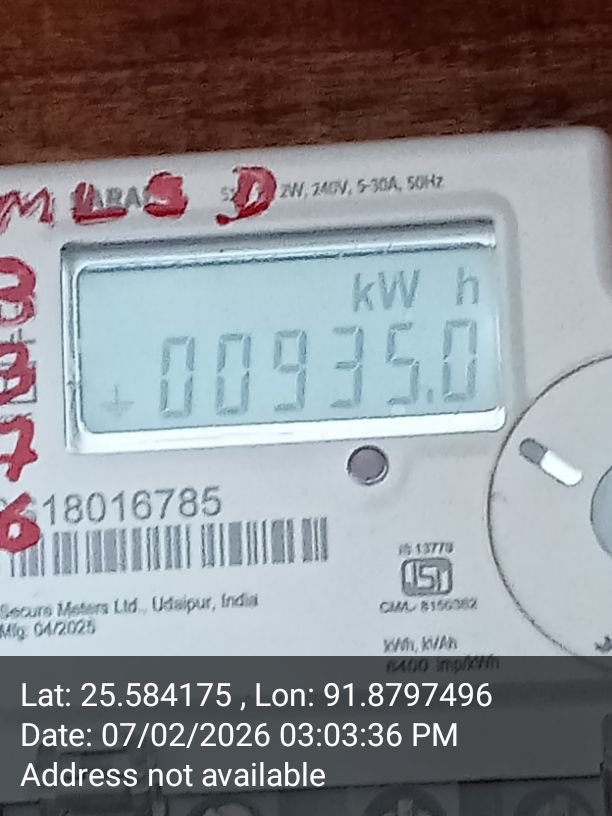 M L S D
2W, 240V, 5-30A, 50Hz
kW h
00935.0
3
3
7
6
18016785
IS 13779
ISI
CM/L- 8150362
Secure Meters Ltd., Udaipur, India
Mfg. 04/2025
kWh, kVAh
6400 imp/kWh
Lat: 25.584175 , Lon: 91.8797496
Date: 07/02/2026 03:03:36 PM
Address not available